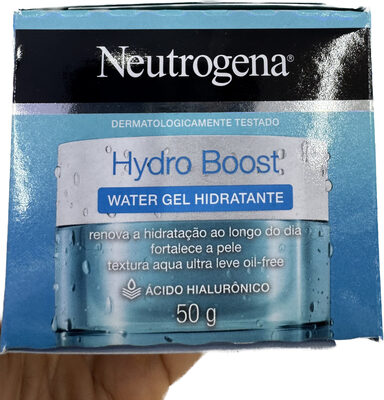 Neutrogena®
DERMATOLOGICAMENTE TESTADO
Hydro Boost
WATER GEL HIDRATANTE
renova a hidratação ao longo do dia
fortalece a pele
textura aqua ultra leve oil-free
ÁCIDO HIALURÔNICO
50 g